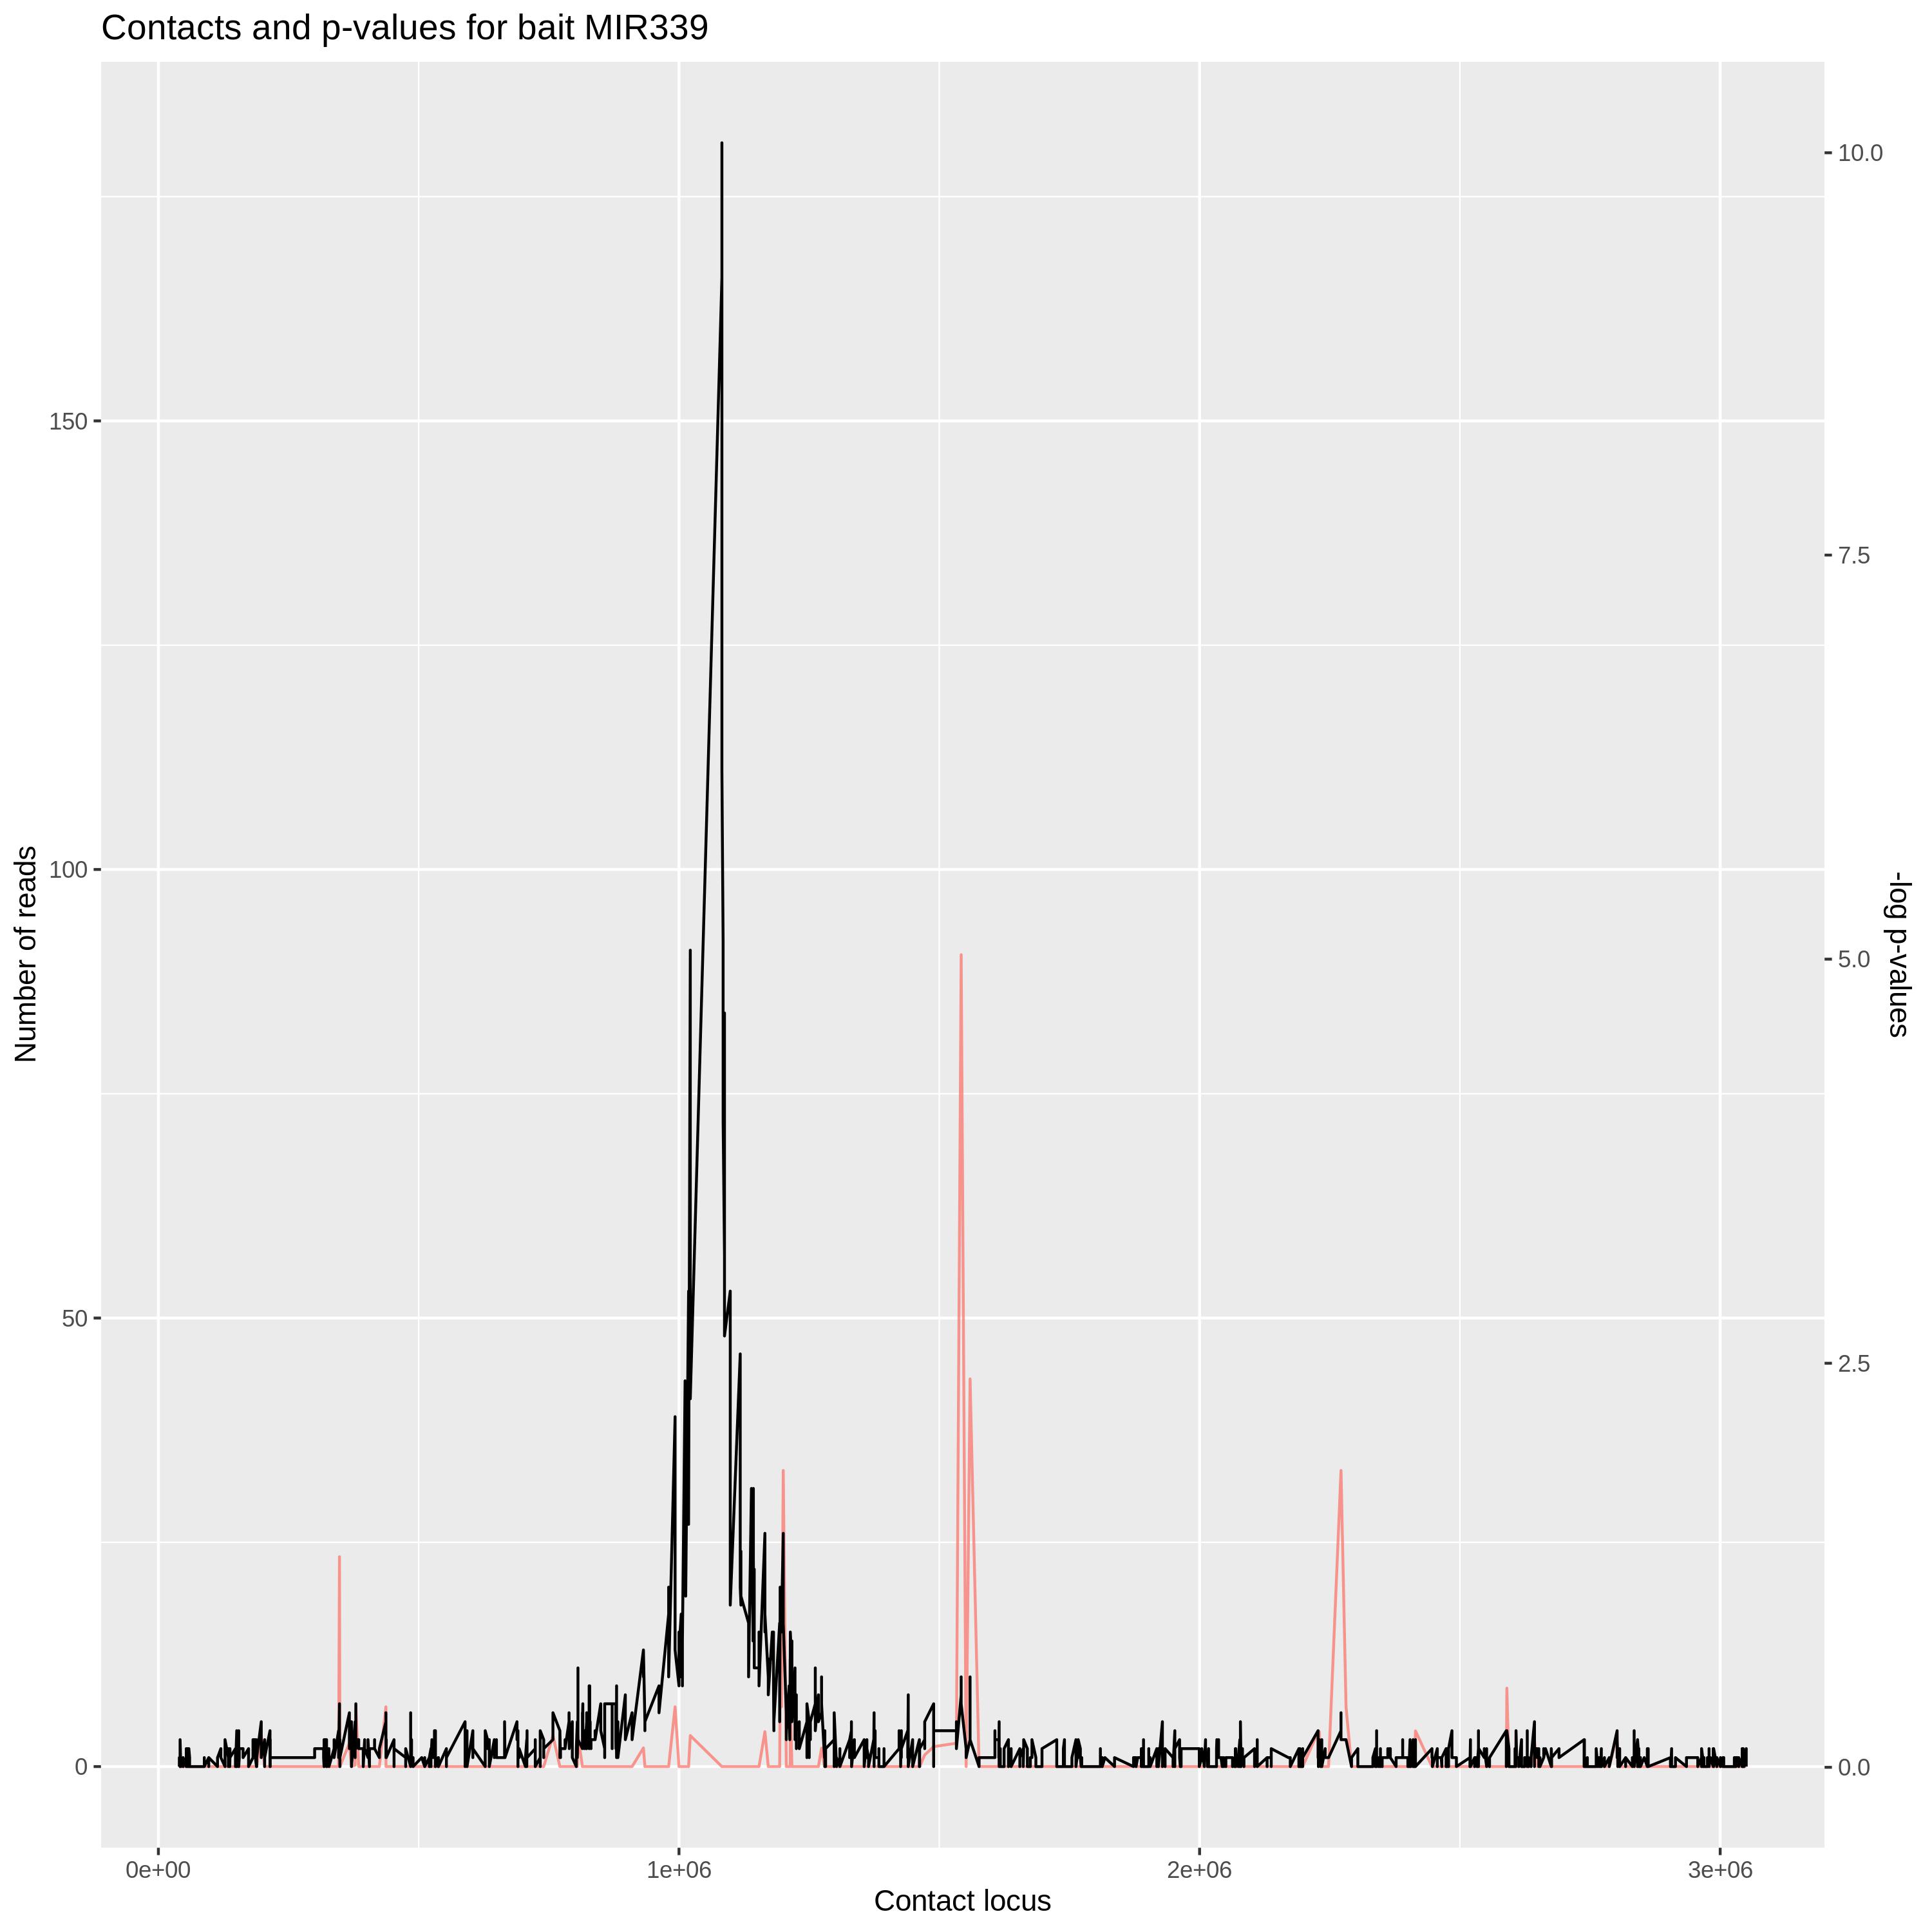 Contacts and p-values for bait MIR339
10.0
7.5
150
100
5.0
50
2.5
0
0.0
Number of reads
-log p-values
0e+00
1e+06
2e+06
3e+06
Contact locus